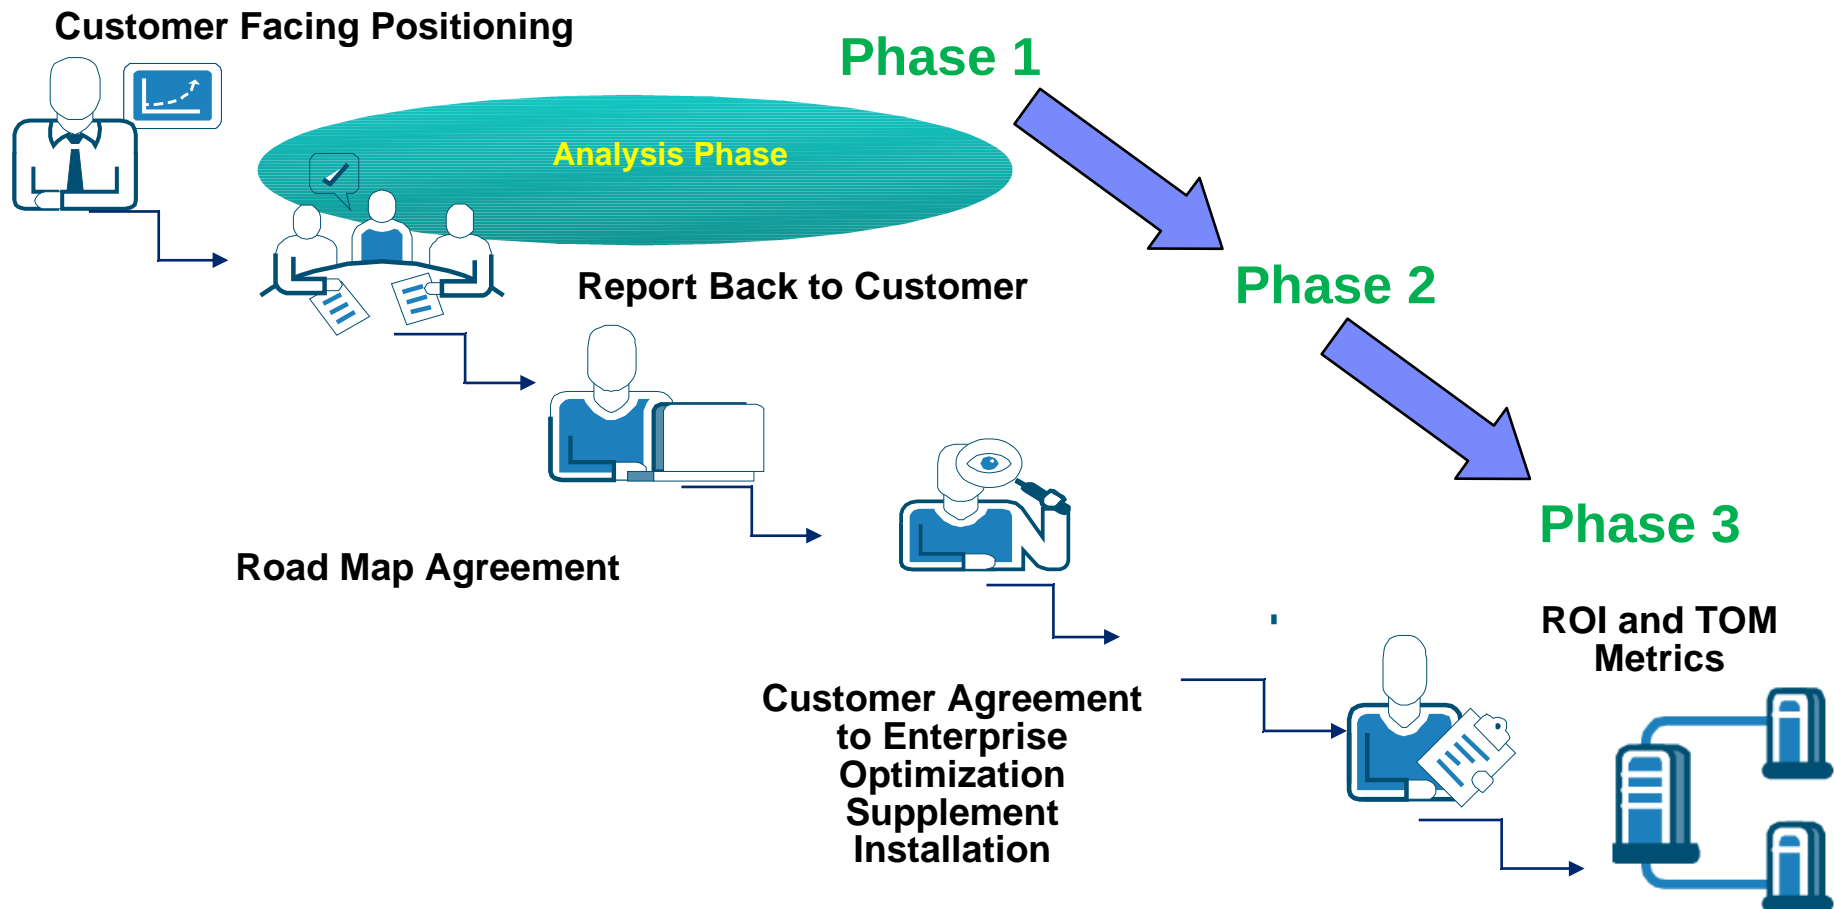 Customer Facing Positioning
Phase 1
Analysis Phase
Report Back to Customer
Phase 2
Phase 3
Road Map Agreement
ROI and TOM
Metrics
Customer Agreement
to Enterprise
Optimization
Supplement
Installation